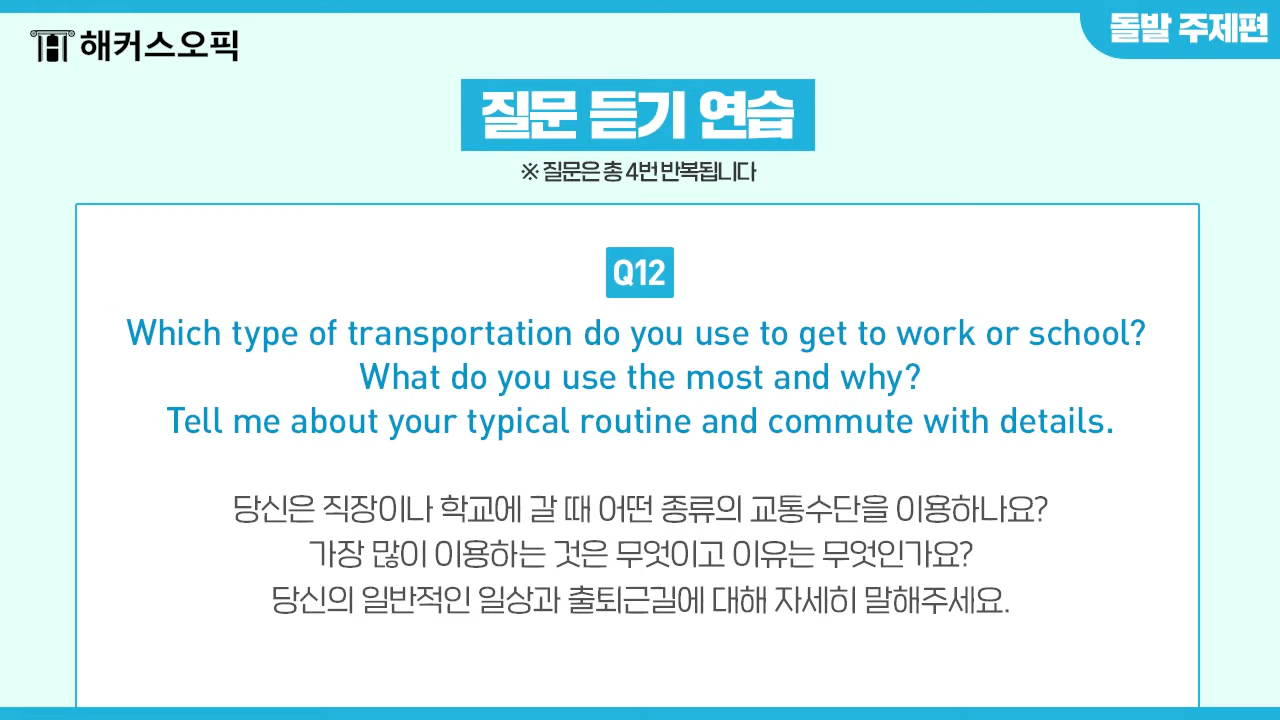 해커스오픽
돌발 주제편
질문 듣기 연습
※ 질문은 총 4번 반복됩니다
Q12
Which type of transportation do you use to get to work or school?
What do you use the most and why?
Tell me about your typical routine and commute with details.
당신은 직장이나 학교에 갈 때 어떤 종류의 교통수단을 이용하나요?
가장 많이 이용하는 것은 무엇이고 이유는 무엇인가요?
당신의 일반적인 일상과 출퇴근길에 대해 자세히 말해주세요.